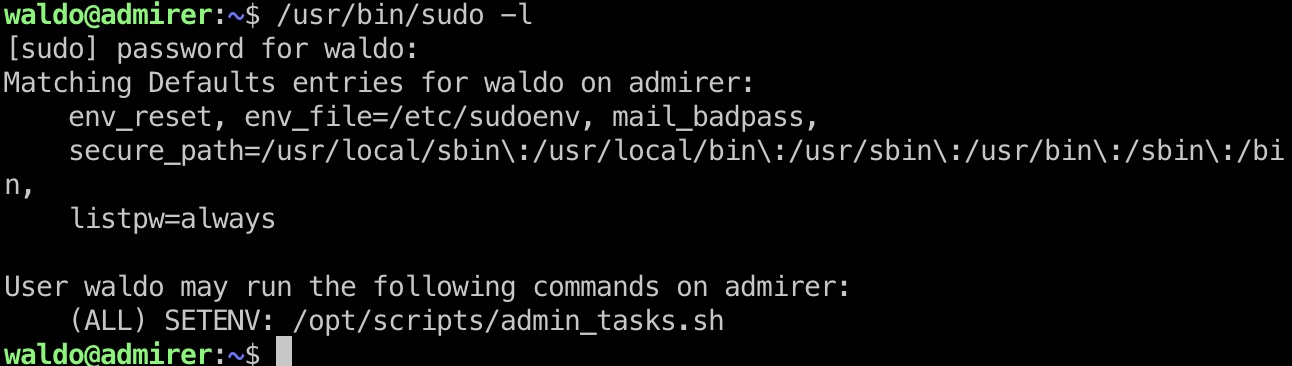 waldo@admirer:~$ /usr/bin/sudo -l
[sudo] password for waldo:
Matching Defaults entries for waldo on admirer:
    env_reset, env_file=/etc/sudoenv, mail_badpass,
    secure_path=/usr/local/sbin\:/usr/local/bin\:/usr/sbin\:/usr/bin\:/sbin\:/bi
n,
    listpw=always

User waldo may run the following commands on admirer:
    (ALL) SETENV: /opt/scripts/admin_tasks.sh
waldo@admirer:~$